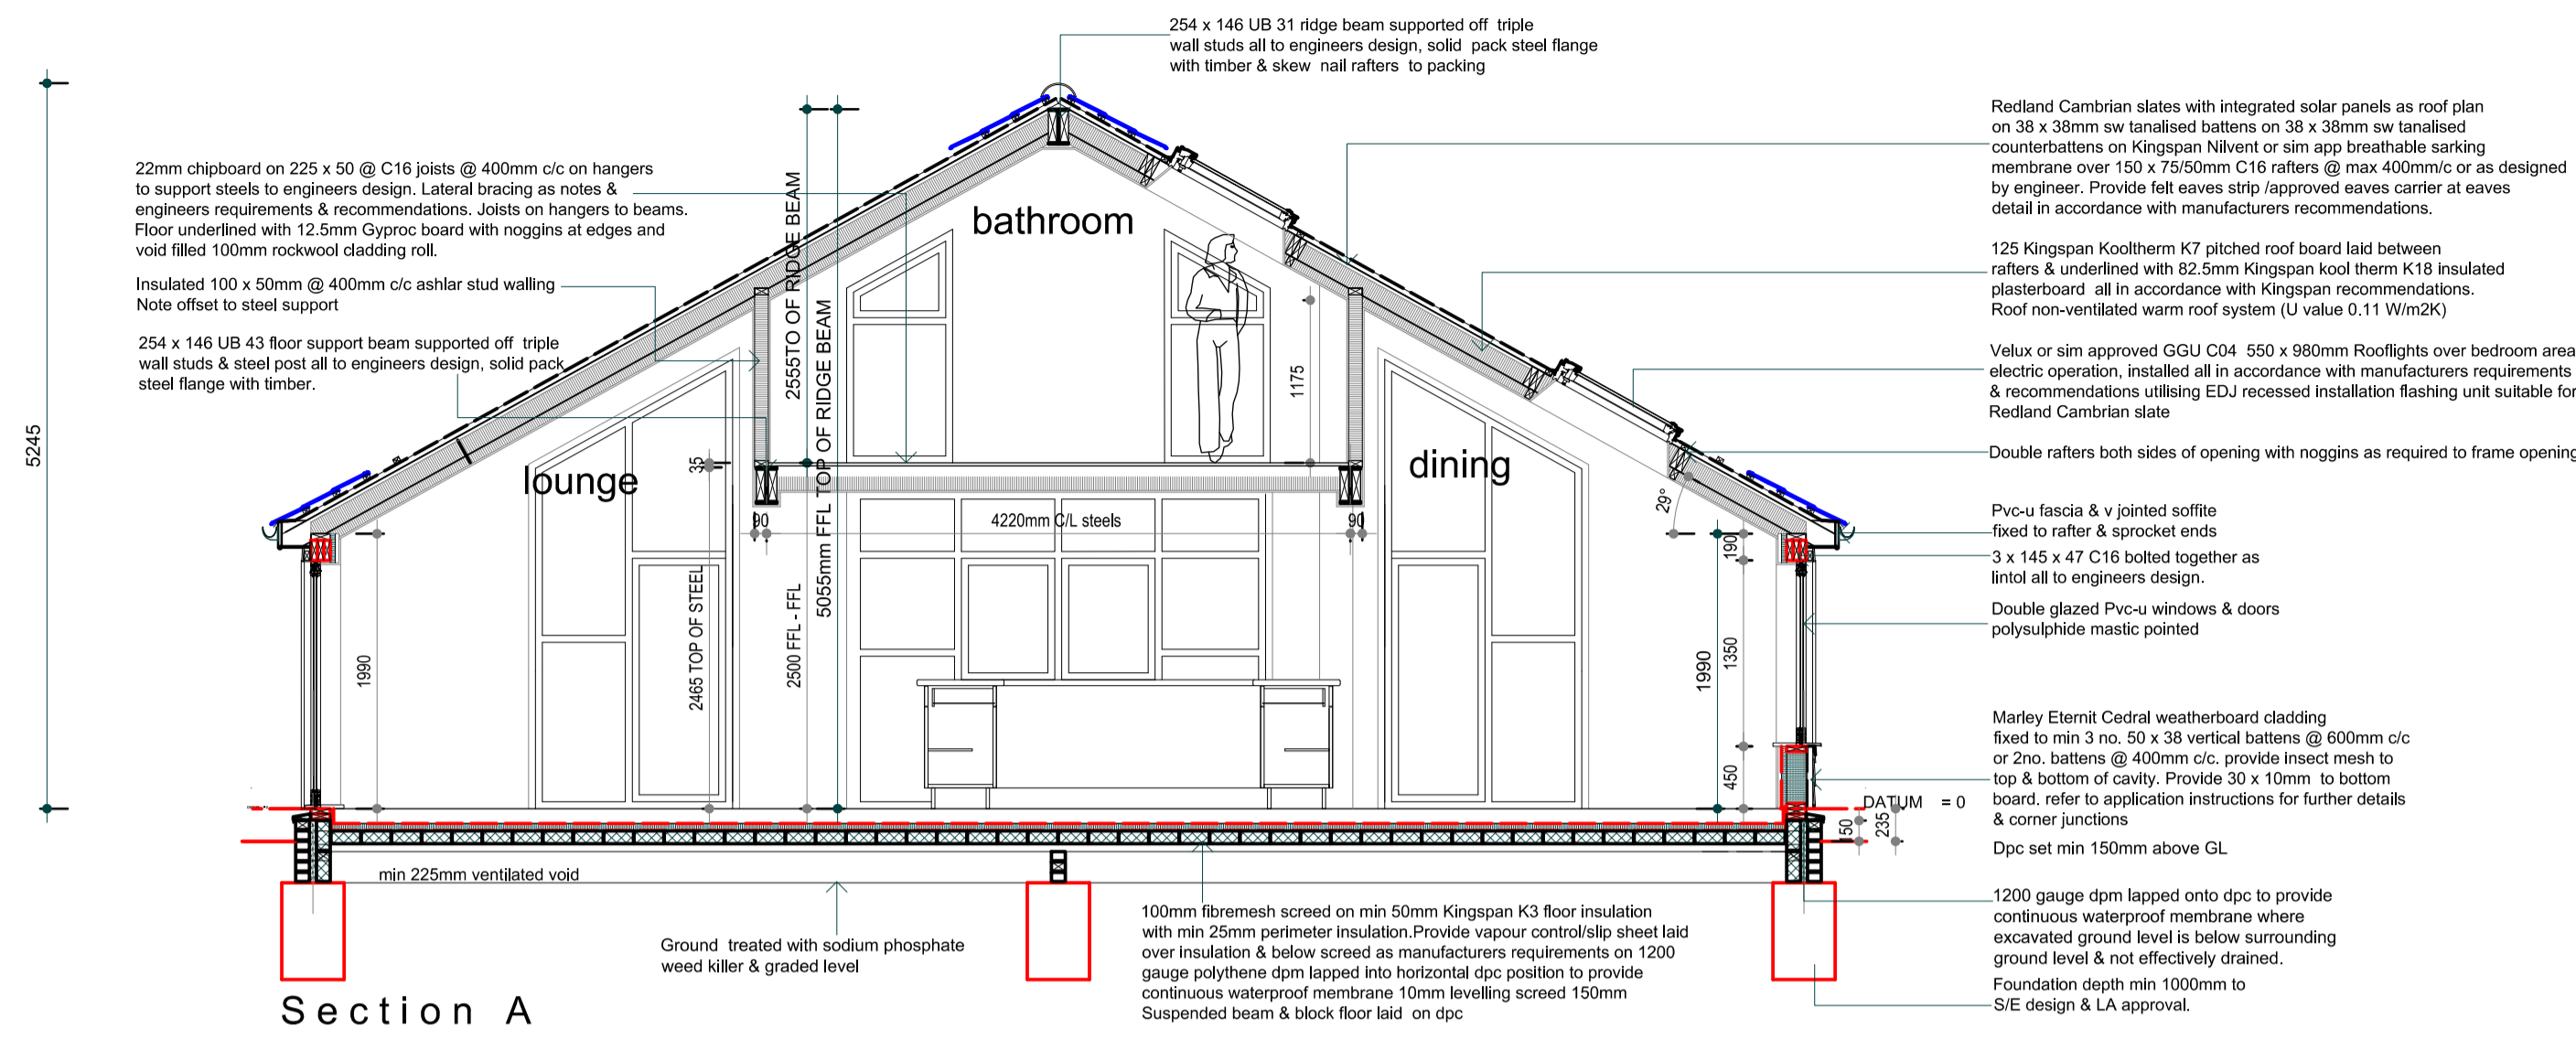 254 x 146 UB 31 ridge beam supported off triple
wall studs all to engineers design, solid pack steel flange
with timber & skew nail rafters to packing
22mm chipboard on 225 x 50 @ C16 joists @ 400mm c/c on hangers
to support steels to engineers design. Lateral bracing as notes &
engineers requirements & recommendations. Joists on hangers to beams.
Floor underlined with 12.5mm Gyproc board with noggins at edges and
void filled 100mm rockwool cladding roll.
Insulated 100 x 50mm @ 400mm c/c ashlar stud walling
Note offset to steel support
254 x 146 UB 43 floor support beam supported off triple
wall studs & steel post all to engineers design, solid pack
steel flange with timber.
5245
2555TO OF RIDGE BEAM
5055mm FFL TOP OF RIDGE BEAM
bathroom
1175
lounge
35
dining
29°
90
4220mm C/L steels
90
190
1990
2465 TOP OF STEEL
2500 FFL - FFL
1990
1350
450
DATUM = 0
150
235
min 225mm ventilated void
Ground treated with sodium phosphate
weed killer & graded level
100mm fibremesh screed on min 50mm Kingspan K3 floor insulation
with min 25mm perimeter insulation.Provide vapour control/slip sheet laid
over insulation & below screed as manufacturers requirements on 1200
gauge polythene dpm lapped into horizontal dpc position to provide
continuous waterproof membrane 10mm levelling screed 150mm
Suspended beam & block floor laid on dpc
Section A
Redland Cambrian slates with integrated solar panels as roof plan
on 38 x 38mm sw tanalised battens on 38 x 38mm sw tanalised
counterbattens on Kingspan Nilvent or sim app breathable sarking
membrane over 150 x 75/50mm C16 rafters @ max 400mm/c or as designed
by engineer. Provide felt eaves strip /approved eaves carrier at eaves
detail in accordance with manufacturers recommendations.
125 Kingspan Kooltherm K7 pitched roof board laid between
rafters & underlined with 82.5mm Kingspan kool therm K18 insulated
plasterboard all in accordance with Kingspan recommendations.
Roof non-ventilated warm roof system (U value 0.11 W/m2K)
Velux or sim approved GGU C04 550 x 980mm Rooflights over bedroom area
electric operation, installed all in accordance with manufacturers requirements
& recommendations utilising EDJ recessed installation flashing unit suitable for
Redland Cambrian slate
Double rafters both sides of opening with noggins as required to frame opening
Pvc-u fascia & v jointed soffite
fixed to rafter & sprocket ends
3 x 145 x 47 C16 bolted together as
lintol all to engineers design.
Double glazed Pvc-u windows & doors
polysulphide mastic pointed
Marley Eternit Cedral weatherboard cladding
fixed to min 3 no. 50 x 38 vertical battens @ 600mm c/c
or 2no. battens @ 400mm c/c. provide insect mesh to
top & bottom of cavity. Provide 30 x 10mm to bottom
board. refer to application instructions for further details
& corner junctions
Dpc set min 150mm above GL
1200 gauge dpm lapped onto dpc to provide
continuous waterproof membrane where
excavated ground level is below surrounding
ground level & not effectively drained.
Foundation depth min 1000mm to
S/E design & LA approval.